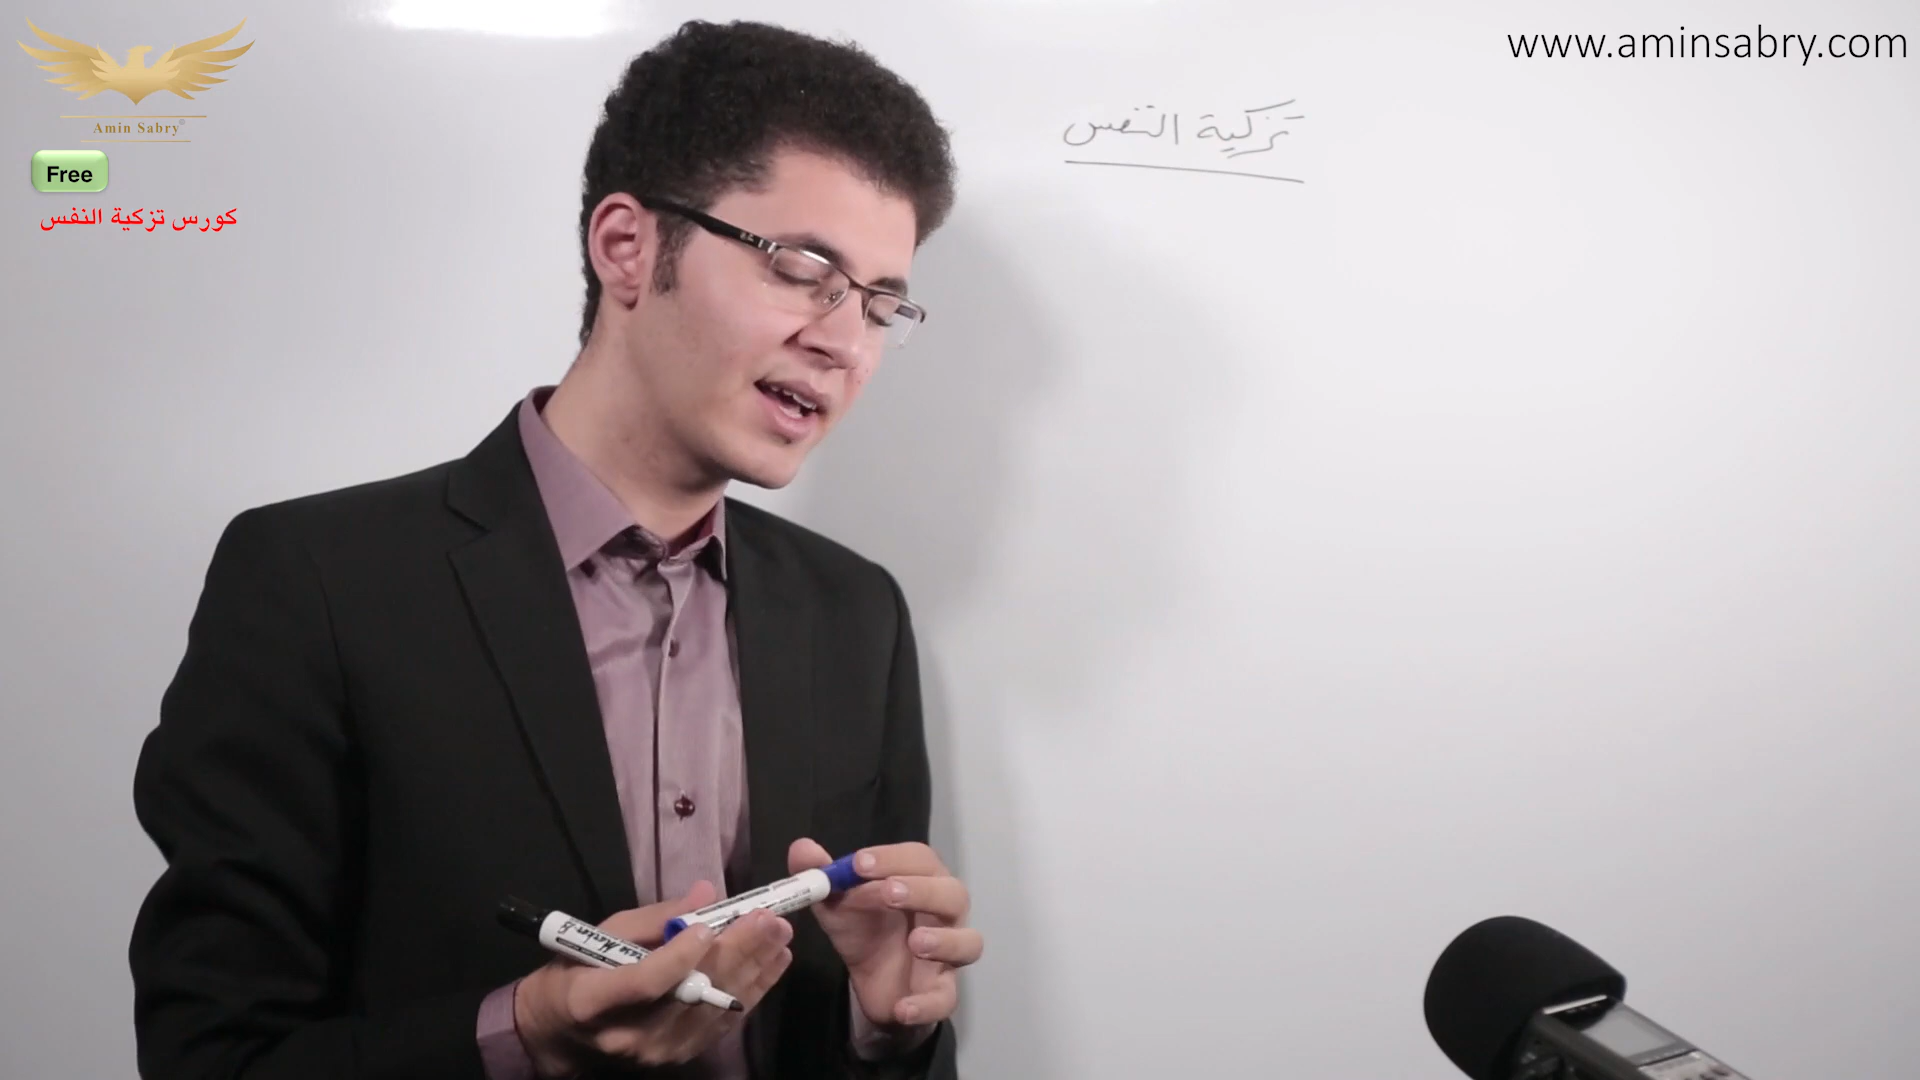 www.aminsabry.com
Amin Sabry
Free
كورس تزكية النفس
تزكية النفس